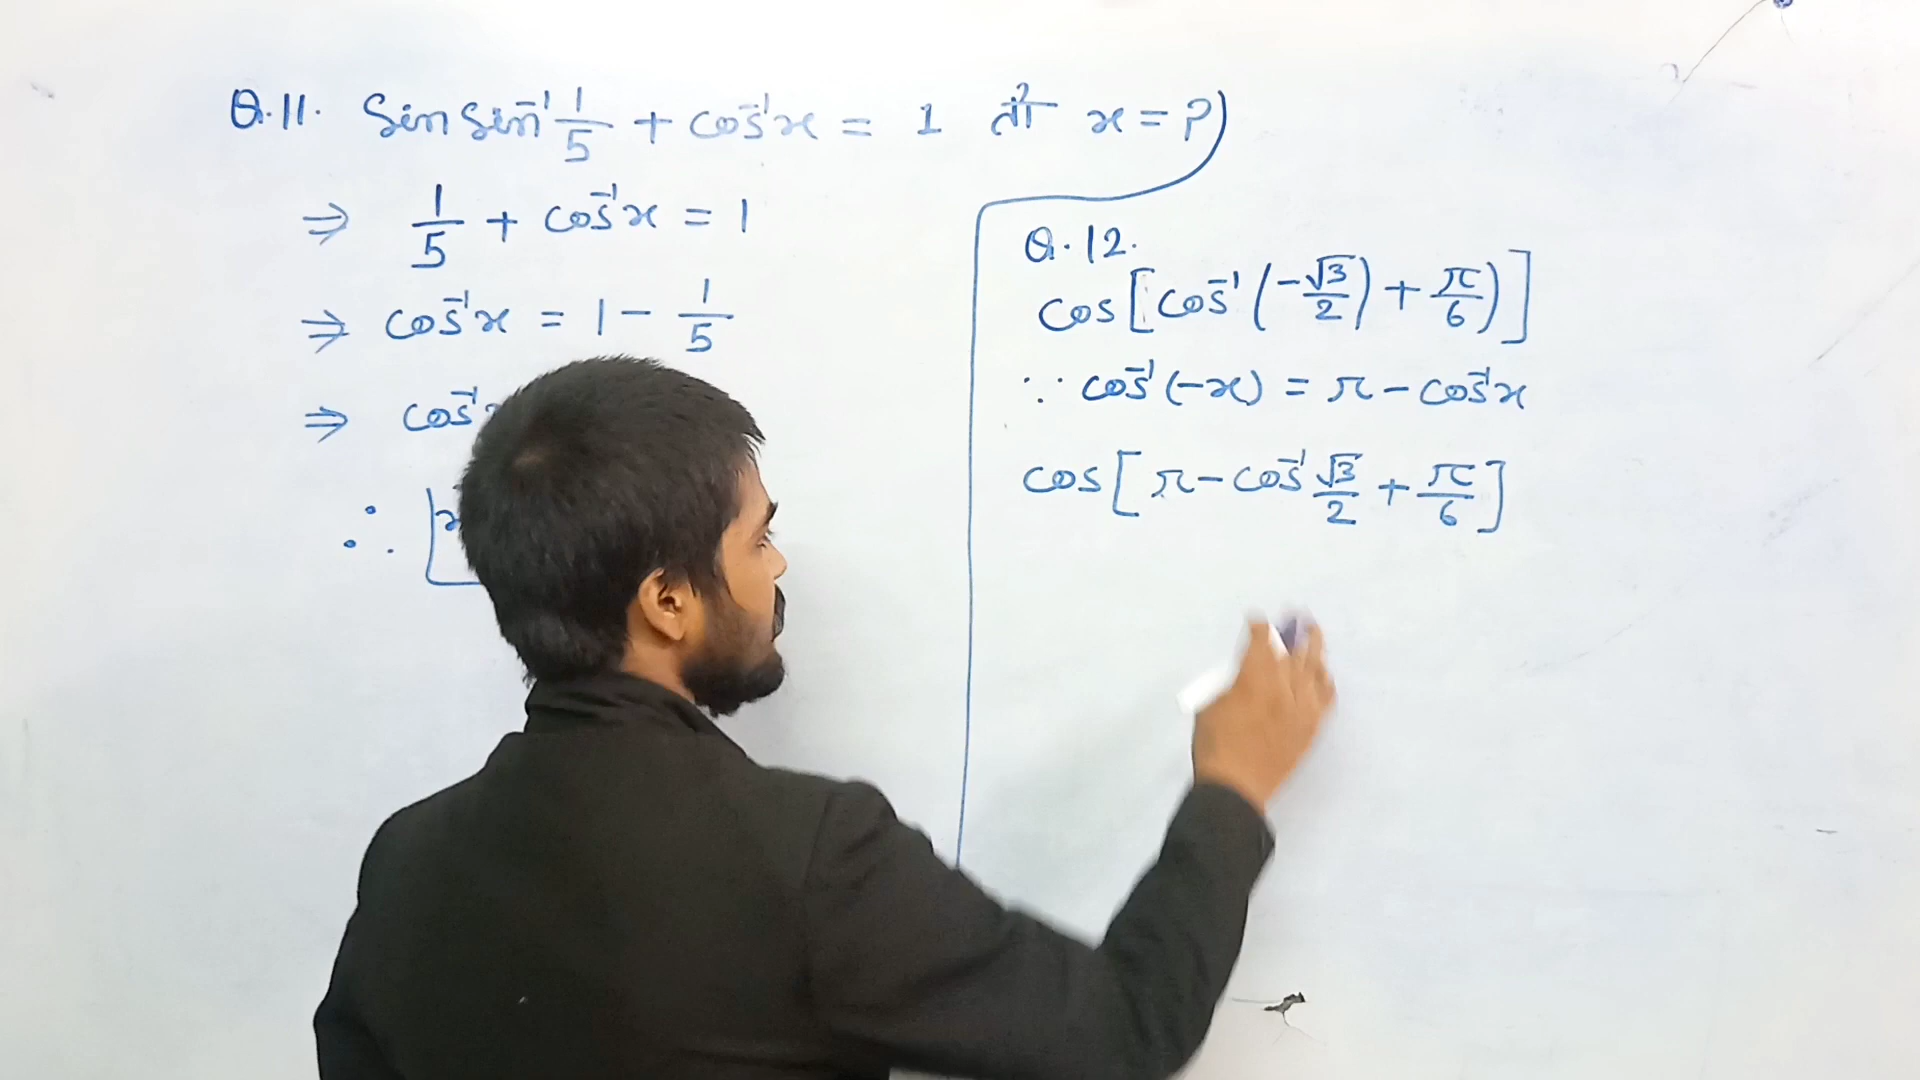 Q.11. Sin Sin⁻¹ 1/5 + cos⁻¹x = 1 तो x = ?
⇒ 1/5 + cos⁻¹x = 1
⇒ cos⁻¹x = 1 - 1/5
⇒ cos⁻¹
∴
Q.12.
cos[cos⁻¹(-√3/2) + π/6)]
∵ cos⁻¹(-x) = π - cos⁻¹x
cos[π - cos⁻¹ √3/2 + π/6]